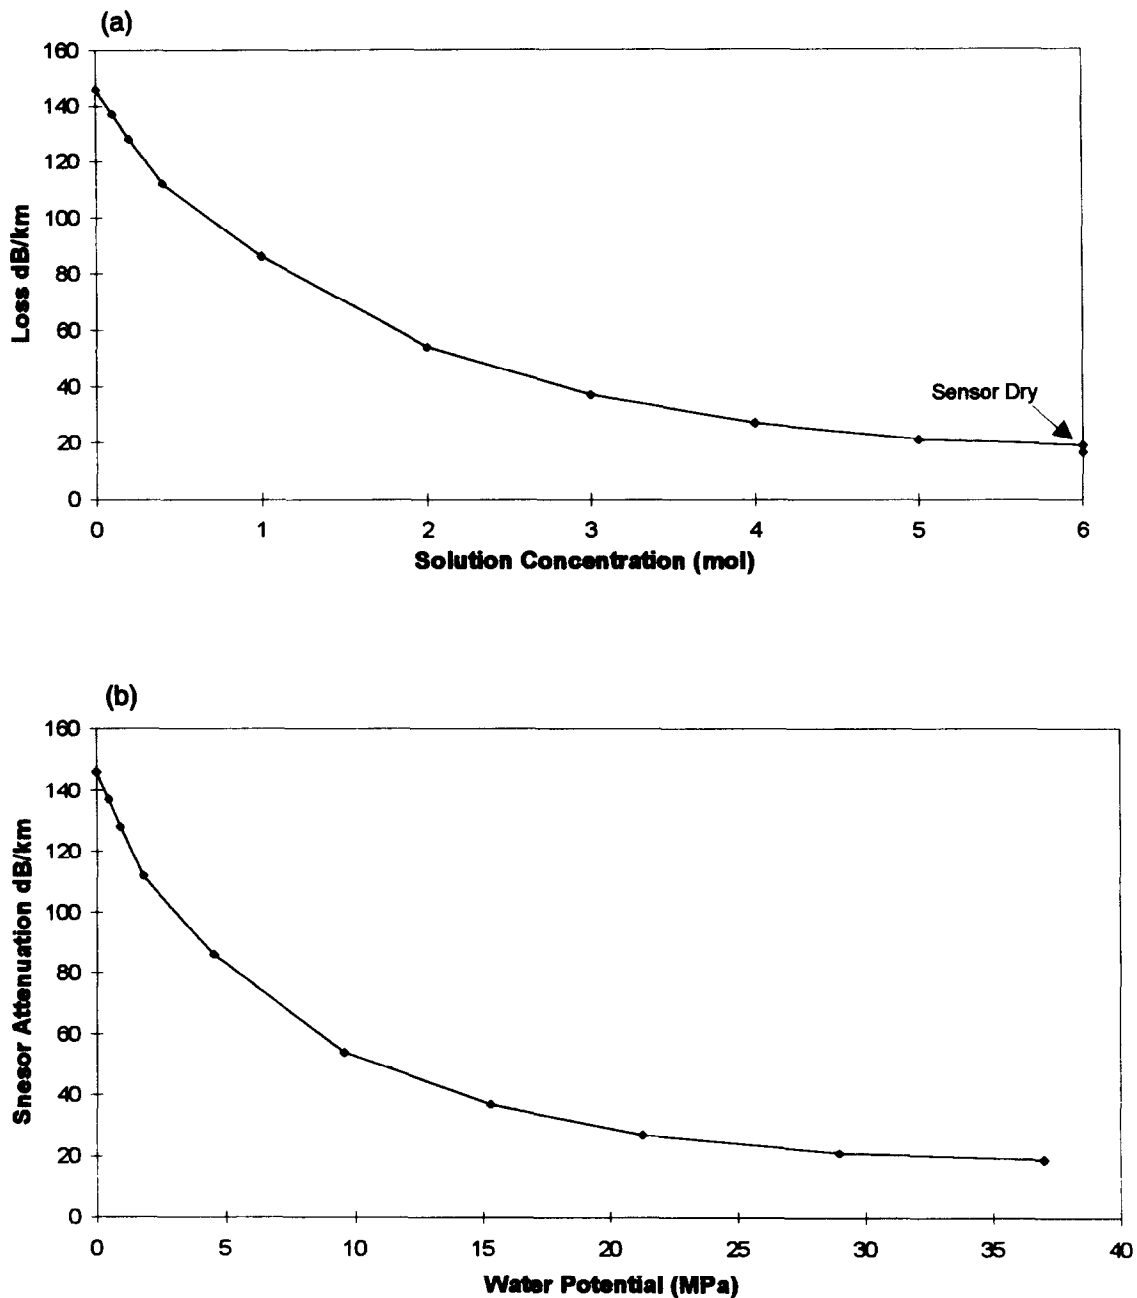 (a)
160
140
120
100
80
60
40
20
0
Loss dB/km
Sensor Dry
0 1 2 3 4 5 6
Solution Concentration (mol)
(b)
160
140
120
100
80
60
40
20
0
Snesor Attenuation dB/km
0 5 10 15 20 25 30 35 40
Water Potential (MPa)